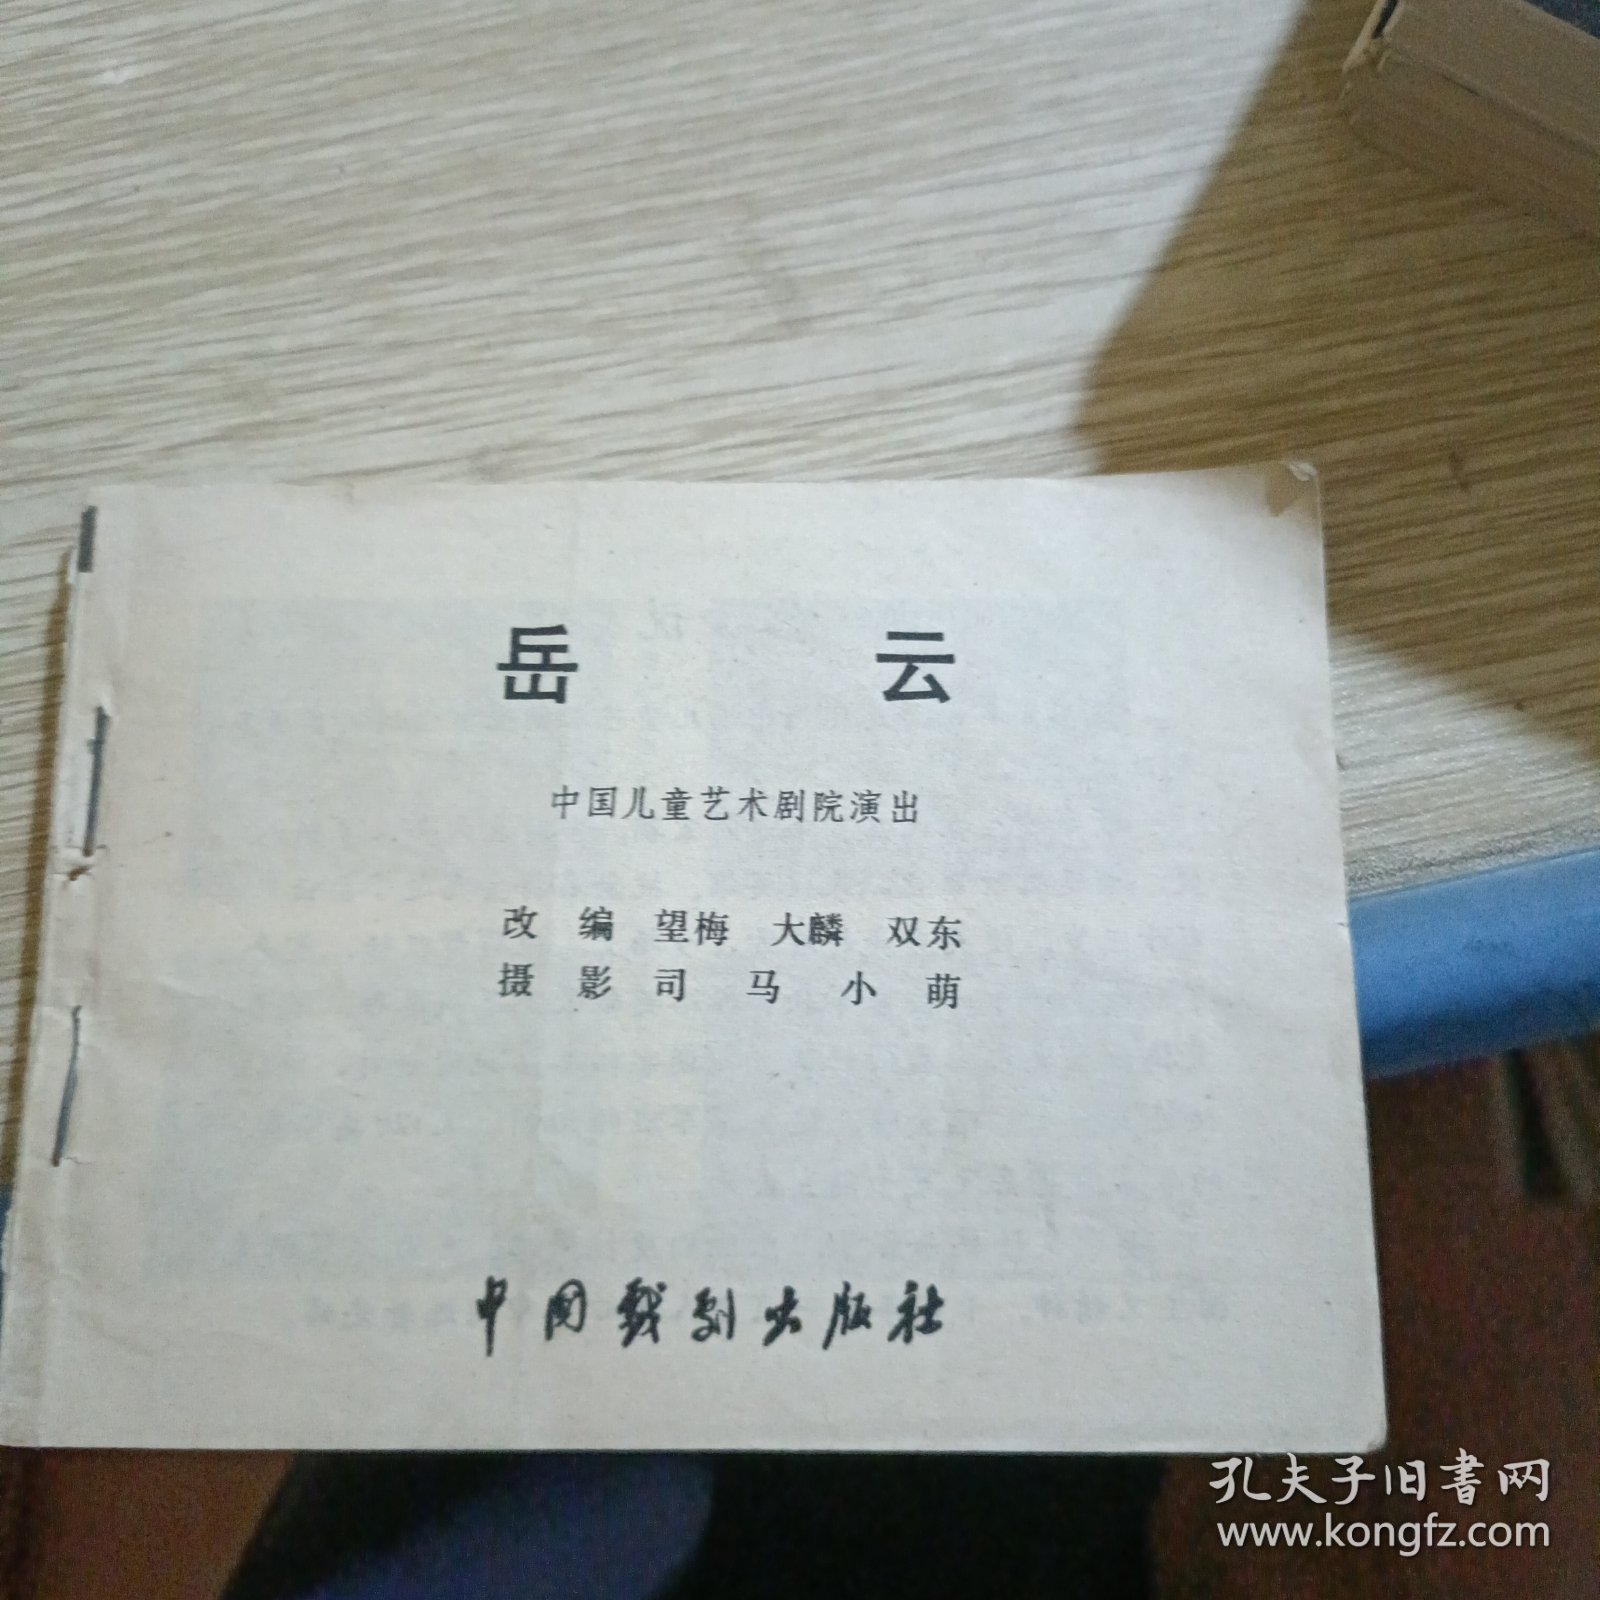 岳 云
中国儿童艺术剧院演出
改 编 望梅 大麟 双东
摄 影 司 马 小 萌
中国戏剧出版社
孔夫子旧書网
www.kongfz.com